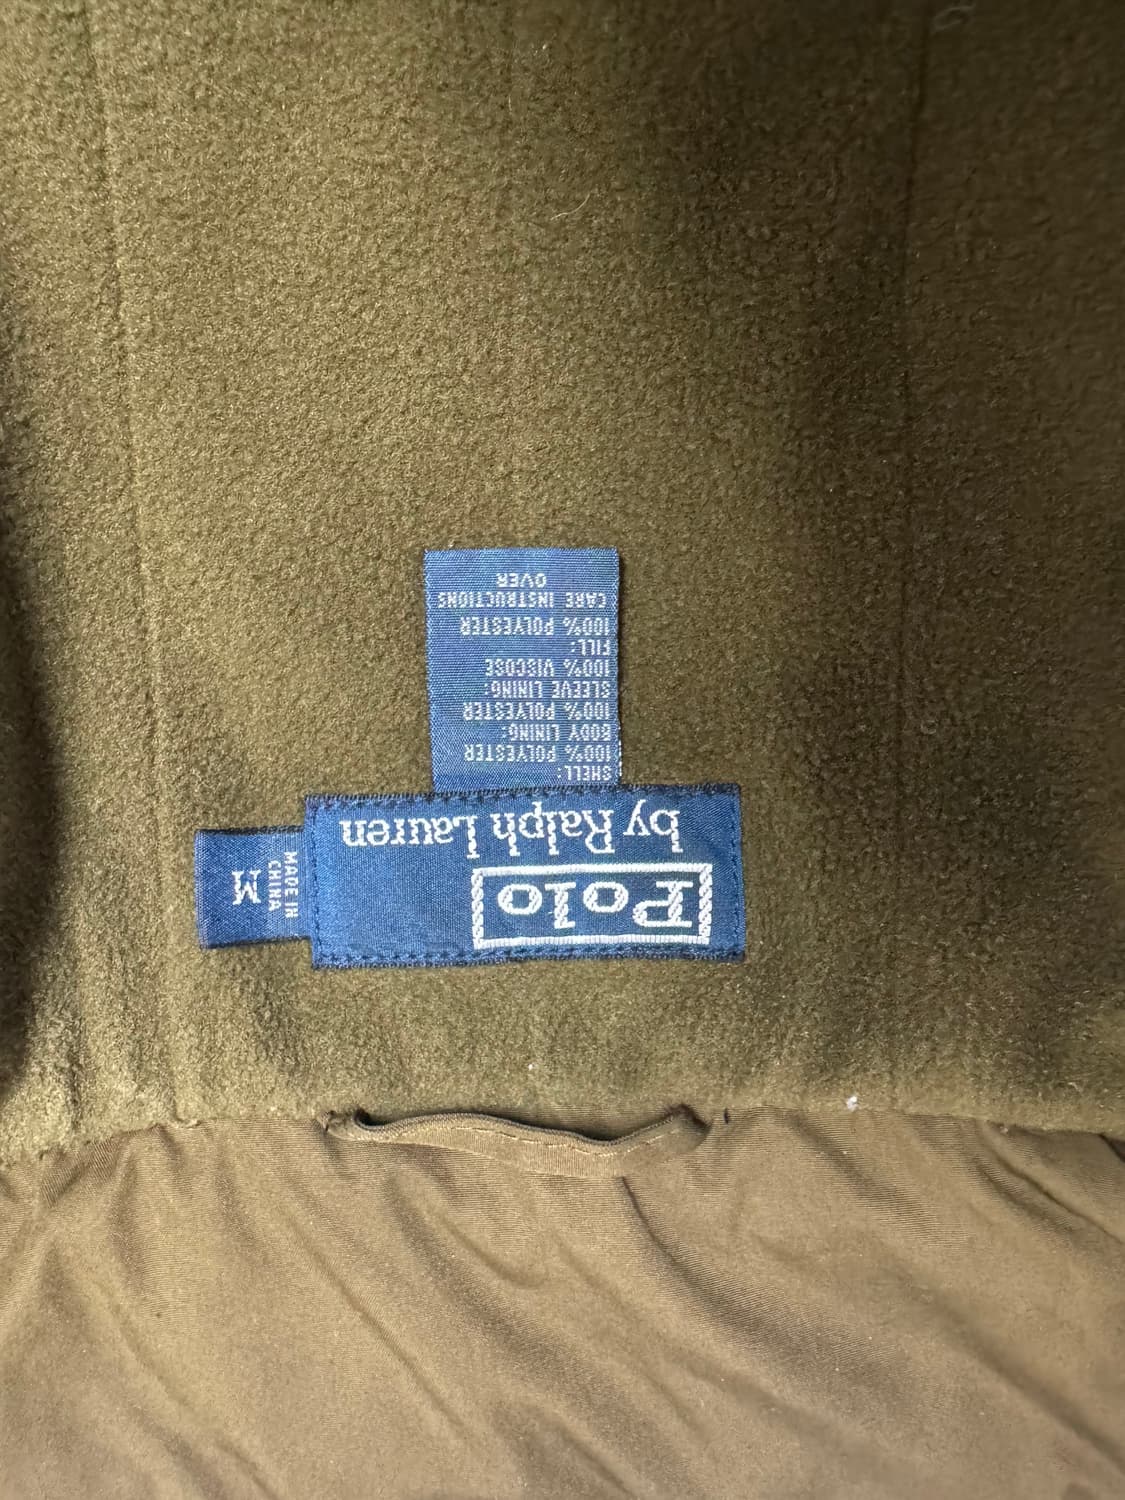 Polo
by Ralph Lauren
M
MADE IN
CHINA
SHELL:
100% POLYESTER
BODY LINING:
100% POLYESTER
SLEEVE LINING:
100% VISCOSE
FILL:
100% POLYESTER
CARE INSTRUCTIONS
OVER